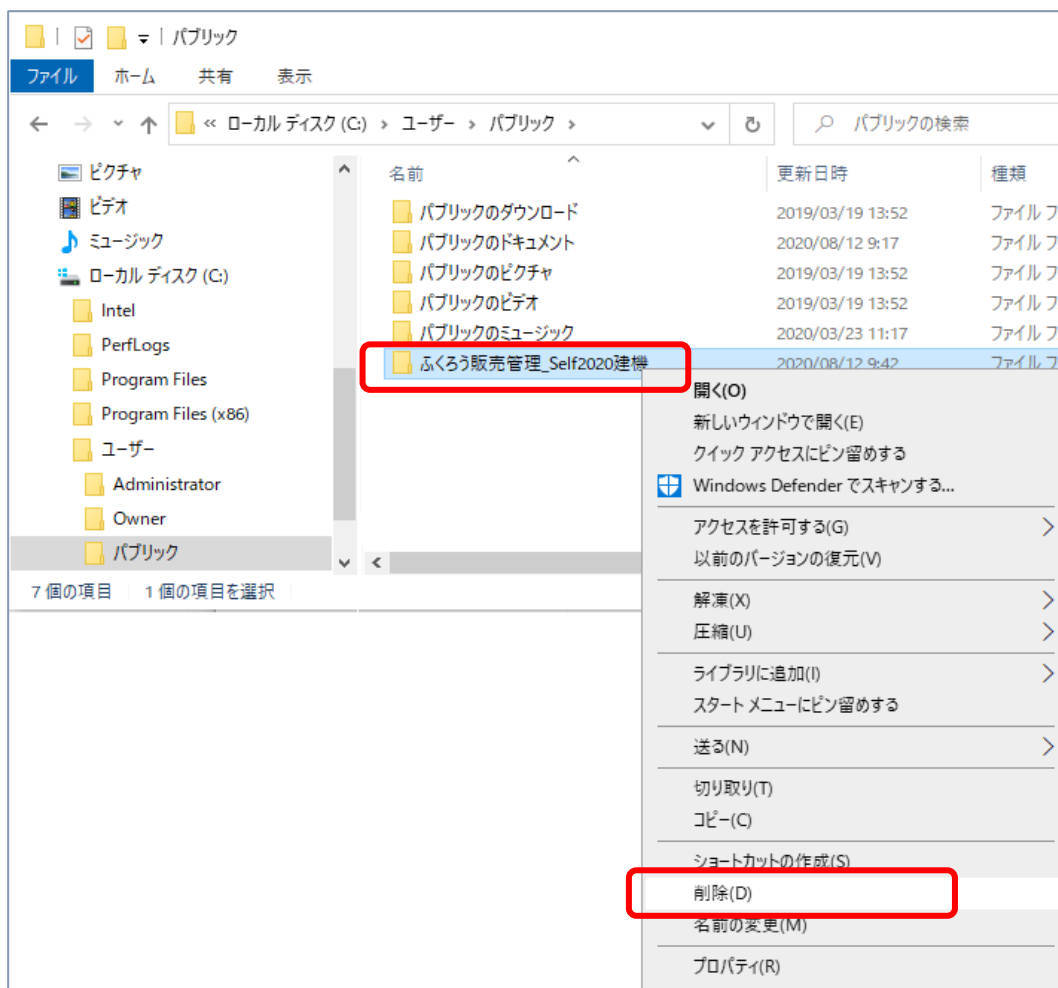 パブリック
ファイル ホーム 共有 表示
« ローカル ディスク (C:) › ユーザー › パブリック › パブリックの検索
ピクチャ
ビデオ
ミュージック
ローカル ディスク (C:)
Intel
PerfLogs
Program Files
Program Files (x86)
ユーザー
Administrator
Owner
パブリック
名前 更新日時 種類
パブリックのダウンロード 2019/03/19 13:52 ファイル フ
パブリックのドキュメント 2020/08/12 9:17 ファイル フ
パブリックのピクチャ 2019/03/19 13:52 ファイル フ
パブリックのビデオ 2019/03/19 13:52 ファイル フ
パブリックのミュージック 2020/03/23 11:17 ファイル フ
ふくろう販売管理_Self2020建機 2020/08/12 9:42 ファイル フ
7 個の項目 1 個の項目を選択
開く(O)
新しいウィンドウで開く(E)
クイック アクセスにピン留めする
Windows Defender でスキャンする...
アクセスを許可する(G)
以前のバージョンの復元(V)
解凍(X)
圧縮(U)
ライブラリに追加(I)
スタート メニューにピン留めする
送る(N)
切り取り(T)
コピー(C)
ショートカットの作成(S)
削除(D)
名前の変更(M)
プロパティ(R)